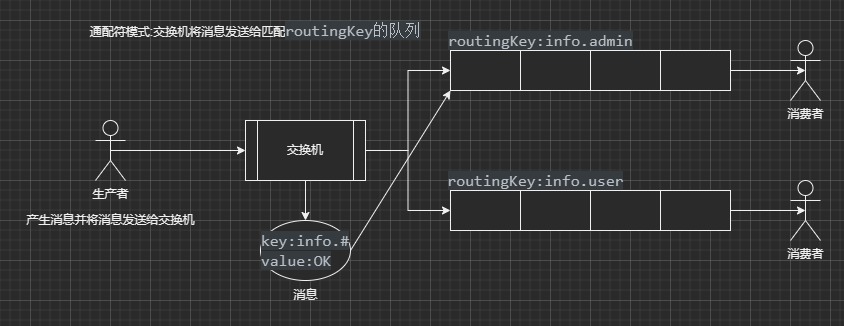 通配符模式:交换机将消息发送给匹配routingKey的队列
routingKey:info.admin
消费者
交换机
生产者
产生消息并将消息发送给交换机
routingKey:info.user
key:info.#
value:OK
消费者
消息